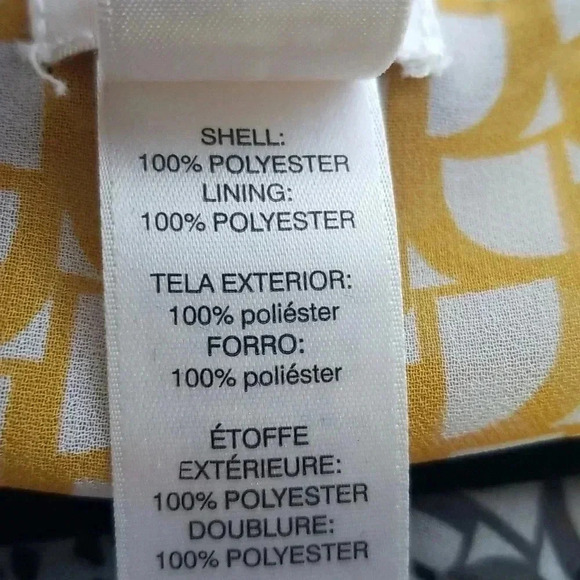 SHELL:
100% POLYESTER
LINING:
100% POLYESTER
TELA EXTERIOR:
100% poliéster
FORRO:
100% poliéster
ÉTOFFE
EXTÉRIEURE:
100% POLYESTER
DOUBLURE:
100% POLYESTER